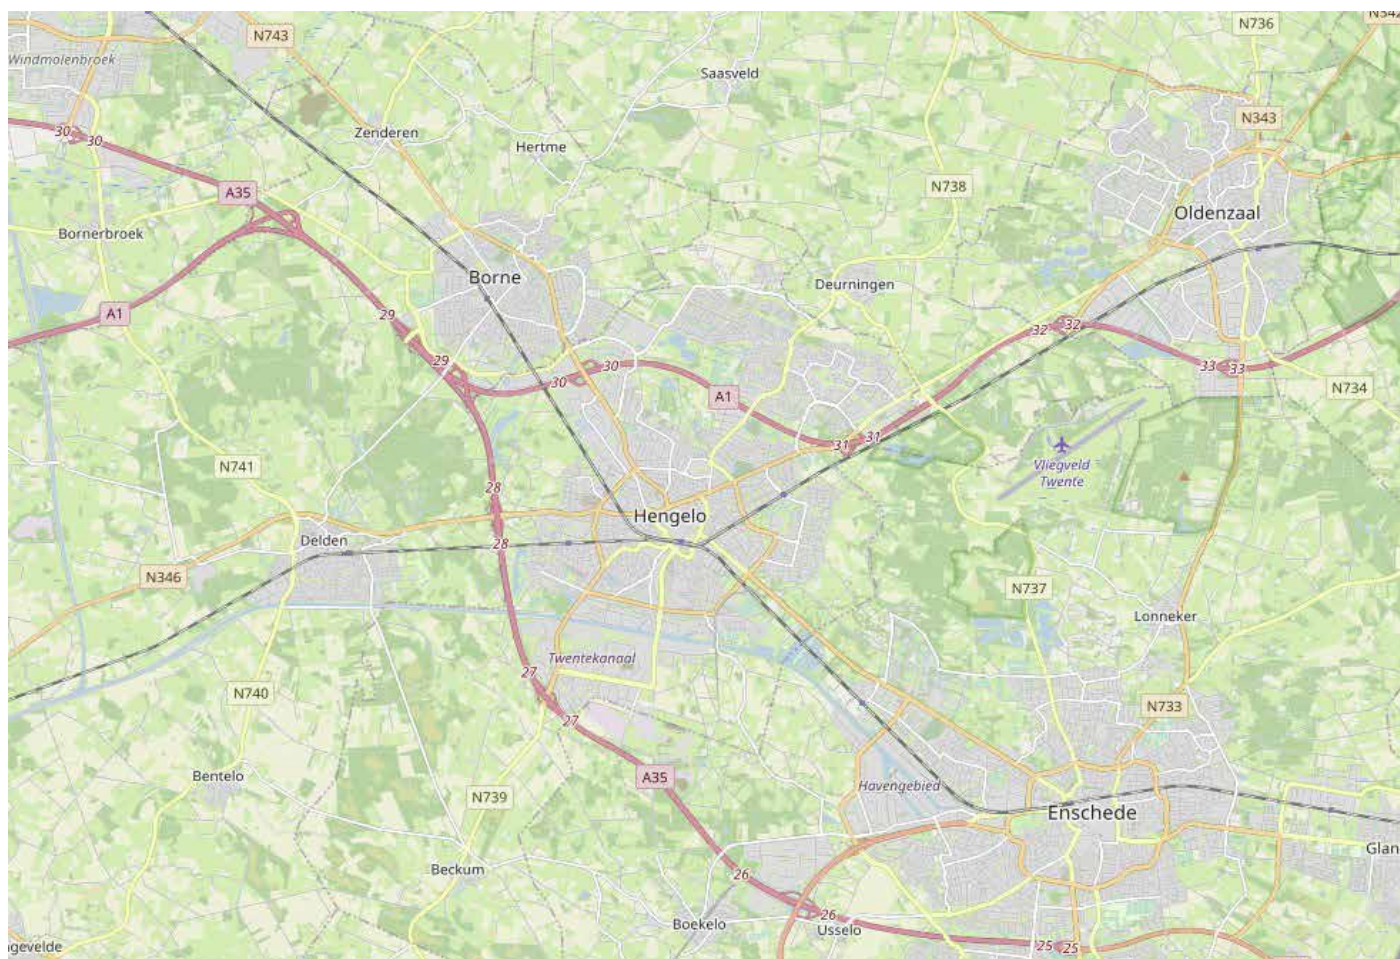 N342
N736
N743
Windmolenbroek
Saasveld
N343
30
30
Zenderen
Hertme
A35
N738
Oldenzaal
Bornerbroek
Borne
Deurningen
A1
29
32
32
29
30
30
33
33
N734
A1
31
31
N741
Vliegveld
Twente
28
Hengelo
Delden
28
N346
N737
Lonneker
Twentekanaal
27
N740
N733
27
Bentelo
A35
Havengebied
N739
Enschede
Glan
Beckum
26
26
Boekelo
Usselo
ngevelde
25
25